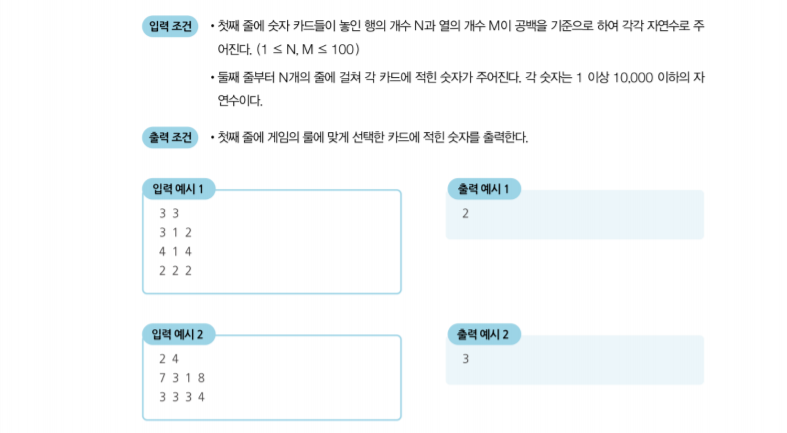 입력 조건
• 첫째 줄에 숫자 카드들이 놓인 행의 개수 N과 열의 개수 M이 공백을 기준으로 하여 각각 자연수로 주
어진다. (1 ≤ N, M ≤ 100)
• 둘째 줄부터 N개의 줄에 걸쳐 각 카드에 적힌 숫자가 주어진다. 각 숫자는 1 이상 10,000 이하의 자
연수이다.
출력 조건
• 첫째 줄에 게임의 룰에 맞게 선택한 카드에 적힌 숫자를 출력한다.
입력 예시 1
3 3
3 1 2
4 1 4
2 2 2
출력 예시 1
2
입력 예시 2
2 4
7 3 1 8
3 3 3 4
출력 예시 2
3